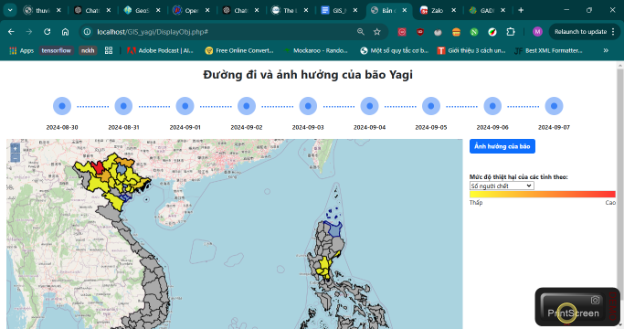 thuvi
Chat
GeoS
Oper
Chat
The L
GIS_
Bản
Zalo
GAD
localhost/GIS_yagi/DisplayObj.php#
Relaunch to update
Apps
tensorflow
nckh
Adobe Podcast | AI...
Free Online Convert...
Mockaroo - Rando...
Một số quy tắc cơ b...
Giới thiệu 3 cách un...
Best XML Formatter...
Đường đi và ảnh hưởng của bão Yagi
2024-08-30
2024-08-31
2024-09-01
2024-09-02
2024-09-03
2024-09-04
2024-09-05
2024-09-06
2024-09-07
+
−
Ảnh hưởng của bão
Mức độ thiệt hại của các tỉnh theo:
Số người chết
Thấp
Cao
PrintScreen